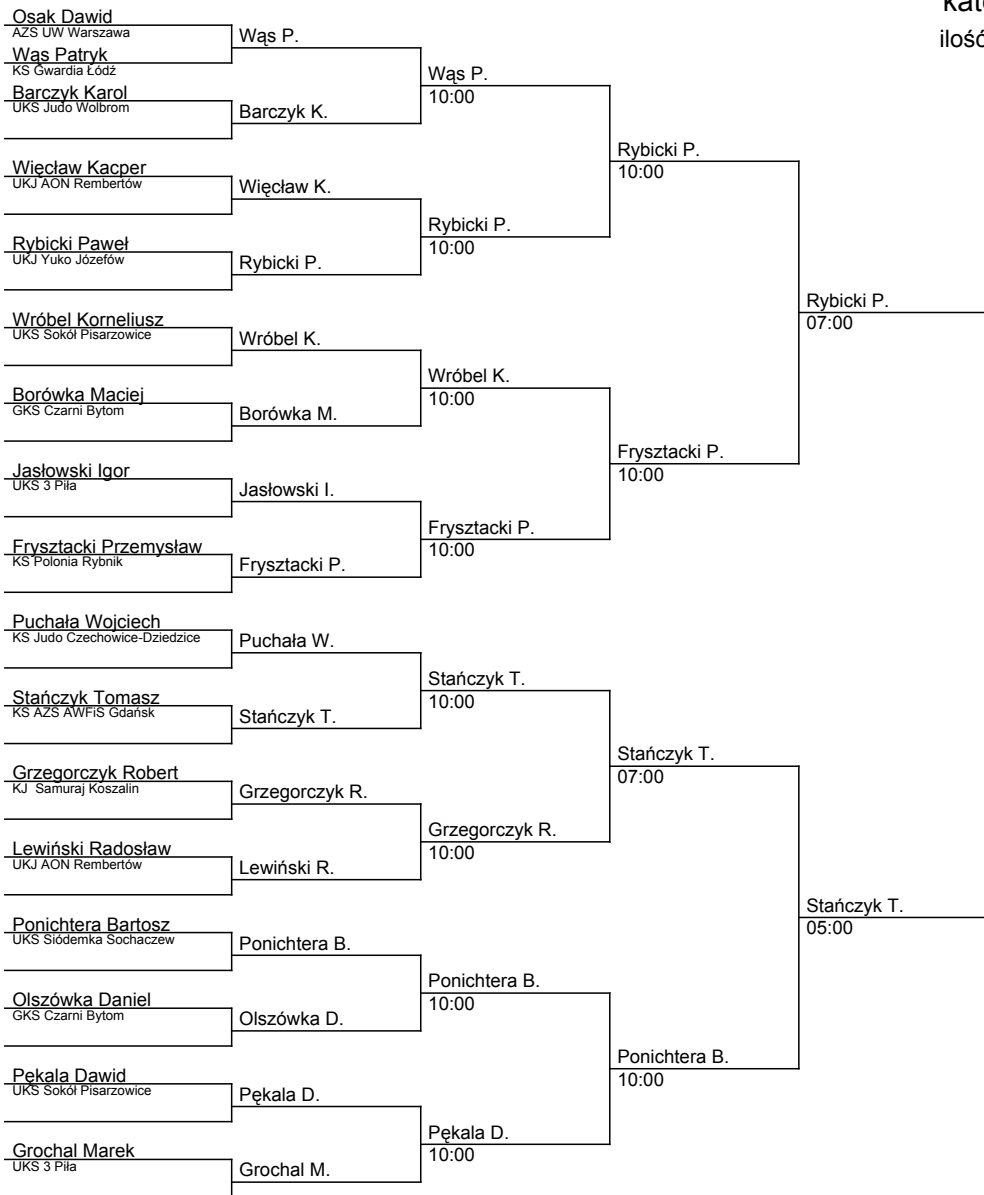 kat
ilość
Osak Dawid
AZS UW Warszawa
Wąs Patryk
KS Gwardia Łódź
Barczyk Karol
UKS Judo Wolbrom
Więcław Kacper
UKJ AON Rembertów
Rybicki Paweł
UKJ Yuko Józefów
Wróbel Korneliusz
UKS Sokół Pisarzowice
Borówka Maciej
GKS Czarni Bytom
Jasłowski Igor
UKS 3 Piła
Frysztacki Przemysław
KS Polonia Rybnik
Puchała Wojciech
KS Judo Czechowice-Dziedzice
Stańczyk Tomasz
KS AZS AWFiS Gdańsk
Grzegorczyk Robert
KJ Samuraj Koszalin
Lewiński Radosław
UKJ AON Rembertów
Ponichtera Bartosz
UKS Siódemka Sochaczew
Olszówka Daniel
GKS Czarni Bytom
Pękala Dawid
UKS Sokół Pisarzowice
Grochal Marek
UKS 3 Piła
Wąs P.
Barczyk K.
Więcław K.
Rybicki P.
Wróbel K.
Borówka M.
Jasłowski I.
Frysztacki P.
Puchała W.
Stańczyk T.
Grzegorczyk R.
Lewiński R.
Ponichtera B.
Olszówka D.
Pękala D.
Grochal M.
Wąs P.
10:00
Rybicki P.
10:00
Wróbel K.
10:00
Frysztacki P.
10:00
Stańczyk T.
10:00
Grzegorczyk R.
10:00
Ponichtera B.
10:00
Pękala D.
10:00
Rybicki P.
10:00
Frysztacki P.
10:00
Stańczyk T.
07:00
Ponichtera B.
10:00
Rybicki P.
07:00
Stańczyk T.
05:00